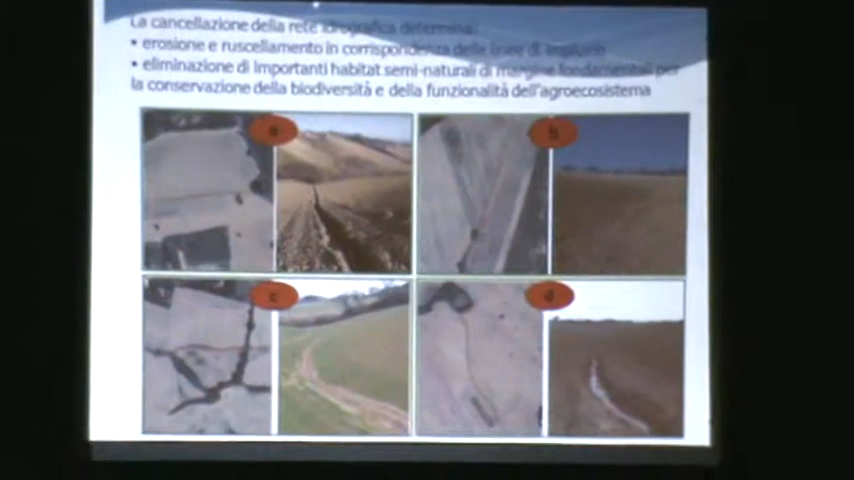 La cancellazione della rete idrografica determina:
• erosione e ruscellamento in corrispondenza delle linee di impluvio
• eliminazione di importanti habitat semi-naturali di margine fondamentali per
la conservazione della biodiversità e della funzionalità dell'agroecosistema
a
b
c
d